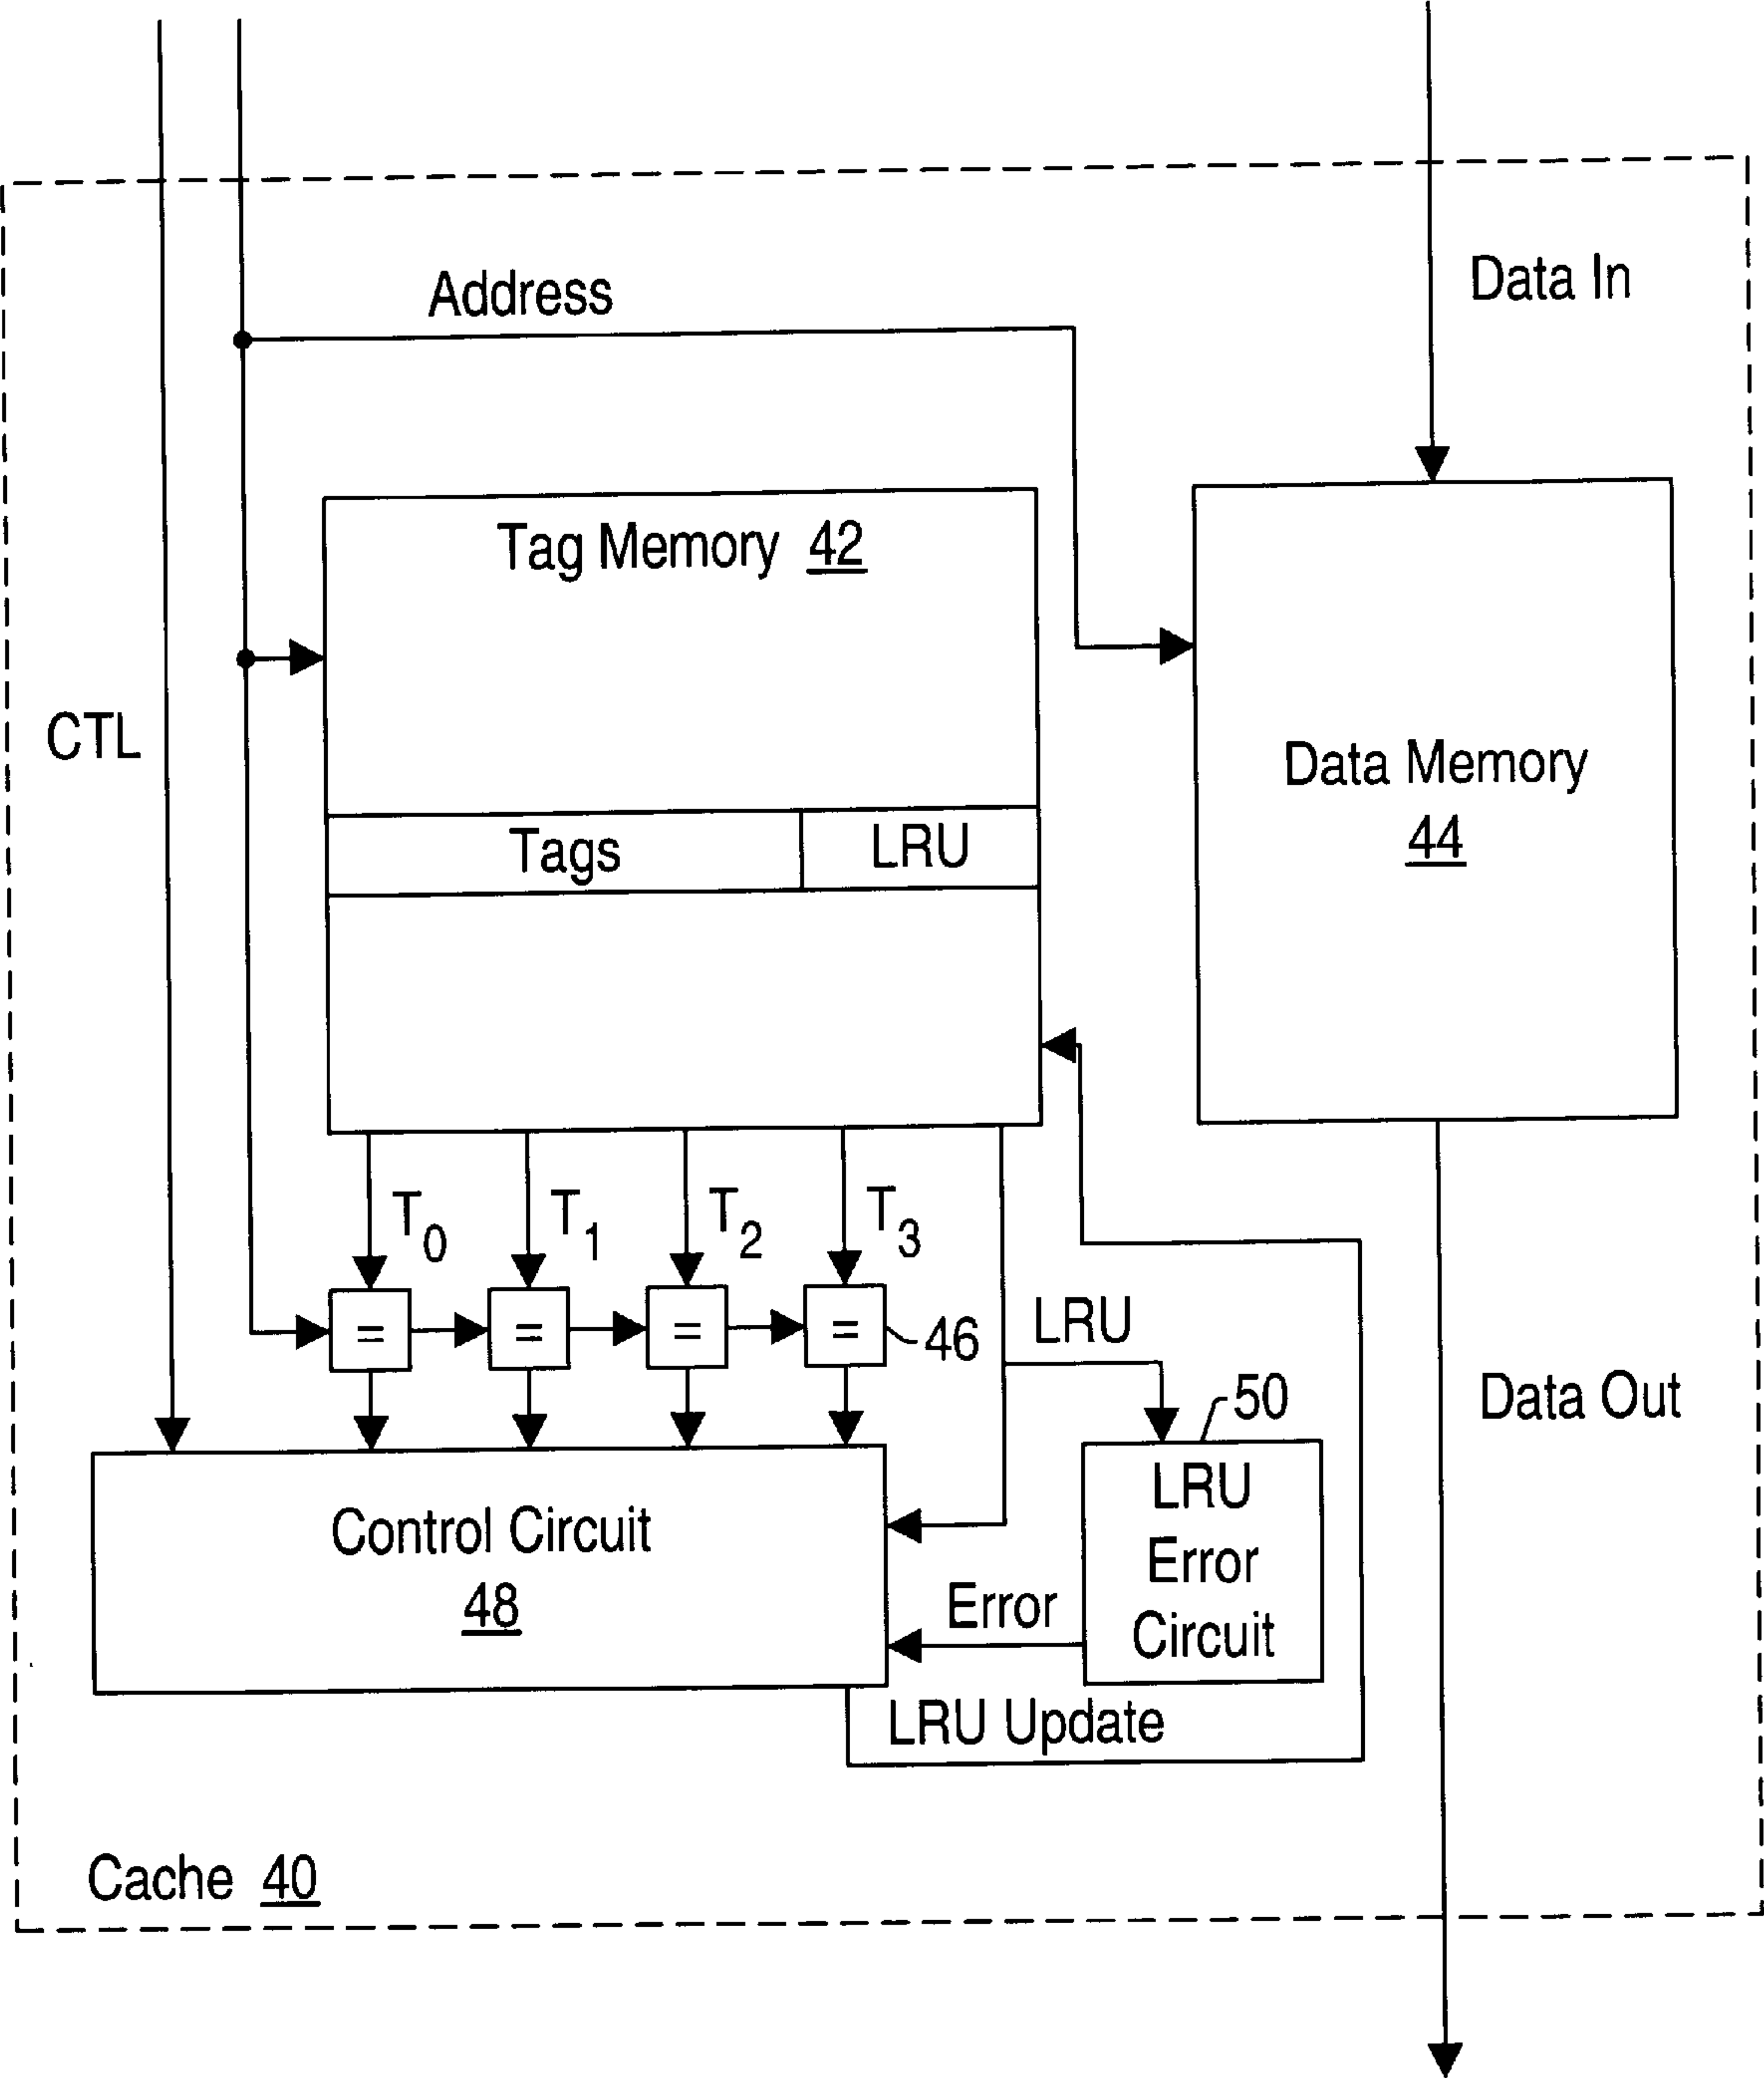 Address
Data In
Tag Memory 42
CTL
Data Memory
44
Tags
LRU
T0
T1
T2
T3
=
=
=
=
46
LRU
50
Data Out
LRU
Error
Circuit
Control Circuit
48
Error
LRU Update
Cache 40